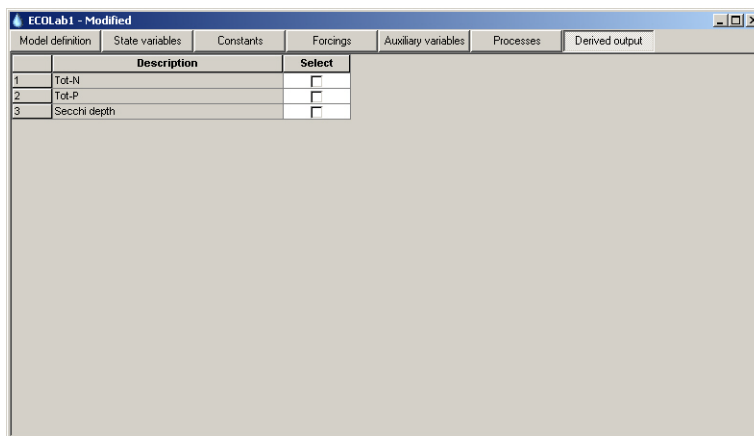 ECOLab1 - Modified
Model definition State variables Constants Forcings Auxiliary variables Processes Derived output
Description Select
1 Tot-N
2 Tot-P
3 Secchi depth